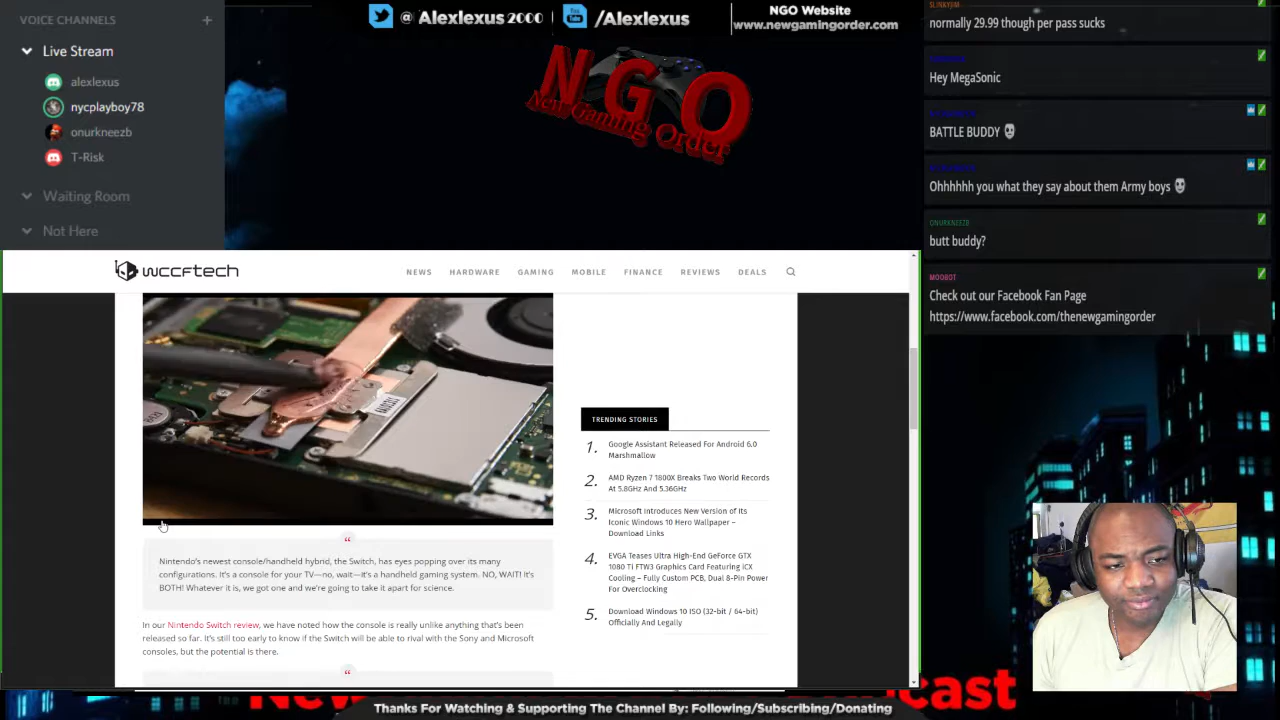 VOICE CHANNELS
Live Stream
alexlexus
nycplayboy78
onurkneezb
T-Risk
Waiting Room
Not Here
@ Alexlexus 2000
You Tube
/Alexlexus
NGO Website
www.newgamingorder.com
NGO
New Gaming Order
SLINKYJIM
normally 29.99 though per pass sucks
Hey MegaSonic
BATTLE BUDDY
Ohhhhhh you what they say about them Army boys
ONURKNEEZB
butt buddy?
MOOBOT
Check out our Facebook Fan Page
https://www.facebook.com/thenewgamingorder
wccftech
NEWS HARDWARE GAMING MOBILE FINANCE REVIEWS DEALS
“
Nintendo's newest console/handheld hybrid, the Switch, has eyes popping over its many
configurations. It's a console for your TV—no, wait—it's a handheld gaming system. NO, WAIT! It's
BOTH! Whatever it is, we got one and we're going to take it apart for science.
In our Nintendo Switch review, we have noted how the console is really unlike anything that's been
released so far. It's still too early to know if the Switch will be able to rival with the Sony and Microsoft
consoles, but the potential is there.
“
TRENDING STORIES
1. Google Assistant Released For Android 6.0
Marshmallow
2. AMD Ryzen 7 1800X Breaks Two World Records
At 5.8GHz And 5.36GHz
3. Microsoft Introduces New Version of Its
Iconic Windows 10 Hero Wallpaper –
Download Links
4. EVGA Teases Ultra High-End GeForce GTX
1080 Ti FTW3 Graphics Card Featuring iCX
Cooling – Fully Custom PCB, Dual 8-Pin Power
For Overclocking
5. Download Windows 10 ISO (32-bit / 64-bit)
Officially And Legally
Thanks For Watching & Supporting The Channel By: Following/Subscribing/Donating